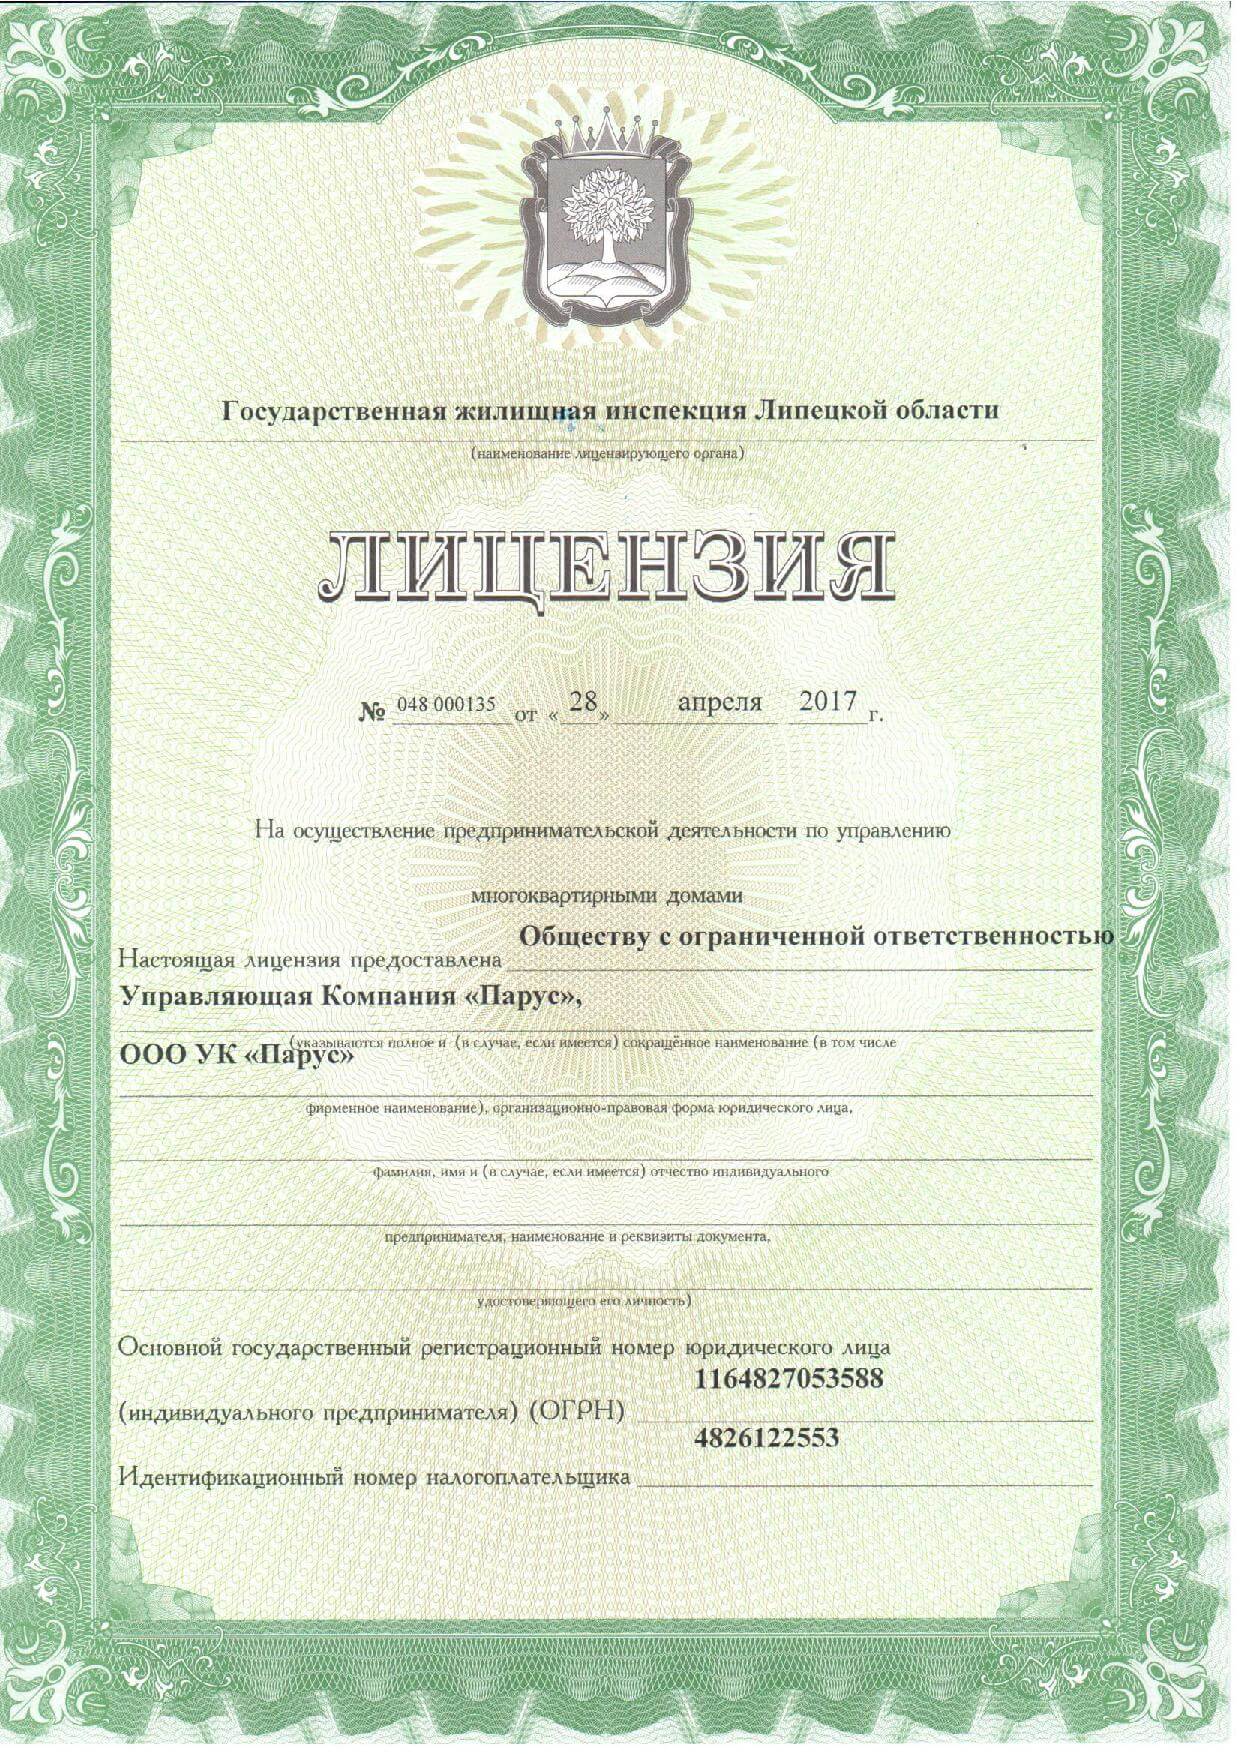 Государственная жилищная инспекция Липецкой области
(наименование лицензирующего органа)
ЛИЦЕНЗИЯ
№ 048 000135 от «28» апреля 2017 г.
На осуществление предпринимательской деятельности по управлению
многоквартирными домами
Настоящая лицензия предоставлена Обществу с ограниченной ответственностью
Управляющая Компания «Парус»,
(указываются полное и (в случае, если имеется) сокращённое наименование (в том числе
ООО УК «Парус»
фирменное наименование), организационно-правовая форма юридического лица,
фамилия, имя и (в случае, если имеется) отчество индивидуального
предпринимателя, наименование и реквизиты документа,
удостоверяющего его личность)
Основной государственный регистрационный номер юридического лица
(индивидуального предпринимателя) (ОГРН) 1164827053588
Идентификационный номер налогоплательщика 4826122553